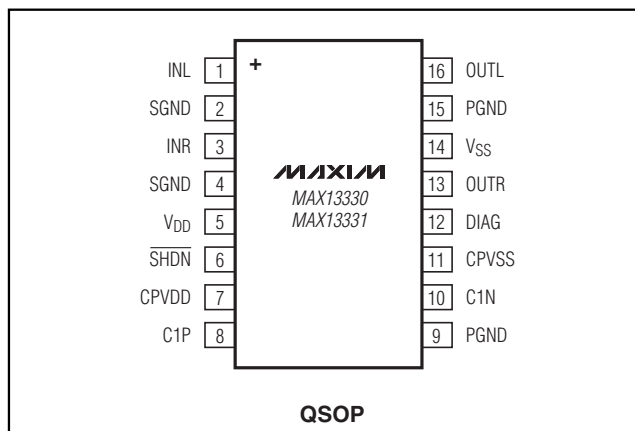 INL 1 + 16 OUTL
SGND 2 15 PGND
INR 3 14 VSS
SGND 4 MAXIM 13 OUTR
MAX13330
MAX13331
VDD 5 12 DIAG
SHDN 6 11 CPVSS
CPVDD 7 10 C1N
C1P 8 9 PGND
QSOP